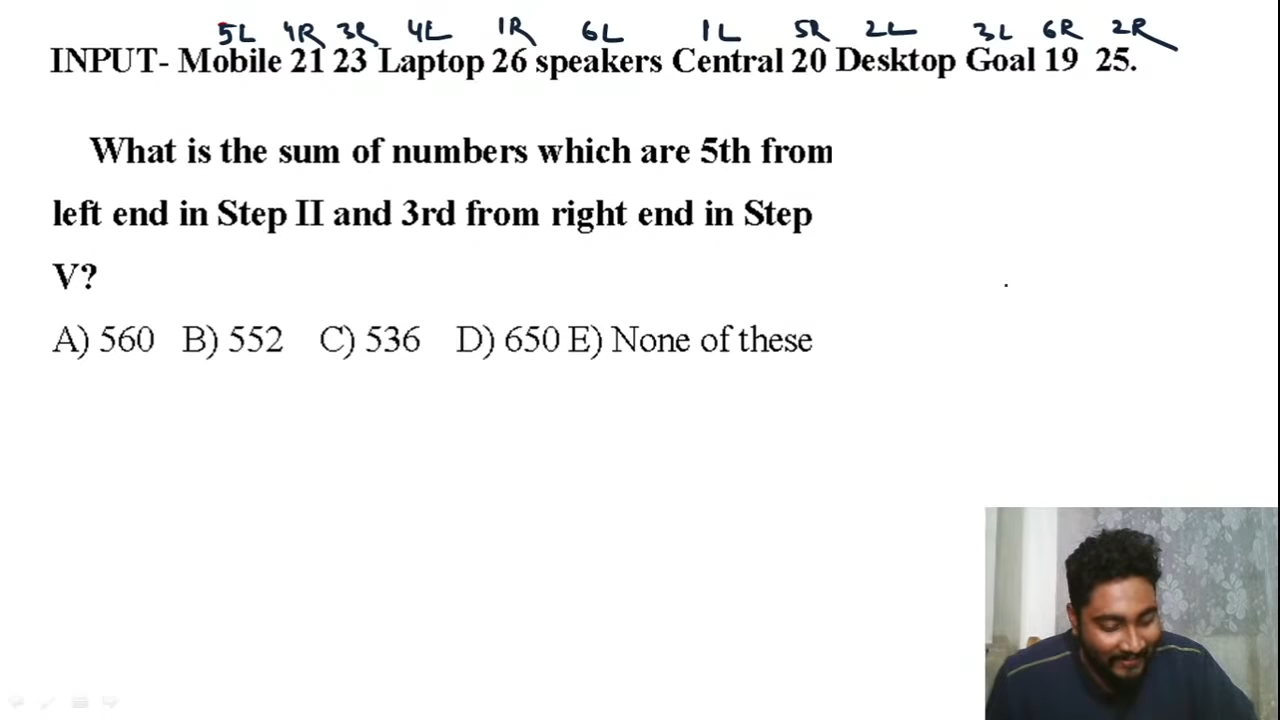 5L 4R 3R 4L 1R 6L 1L 5R 2L 3L 6R 2R
INPUT- Mobile 21 23 Laptop 26 speakers Central 20 Desktop Goal 19 25.
What is the sum of numbers which are 5th from
left end in Step II and 3rd from right end in Step
V?
A) 560 B) 552 C) 536 D) 650 E) None of these